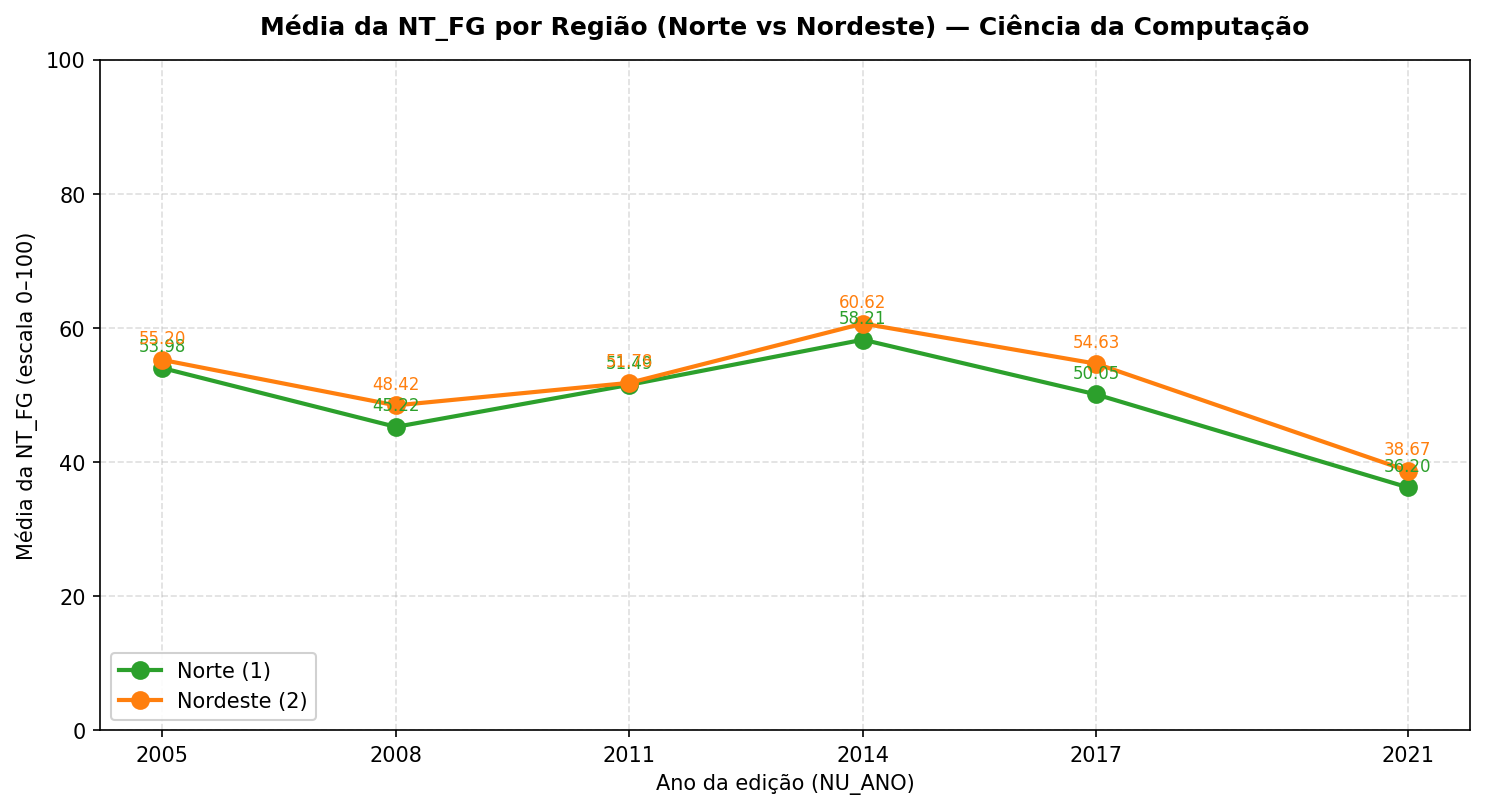 Média da NT_FG por Região (Norte vs Nordeste) — Ciência da Computação
Média da NT_FG (escala 0–100)
100
80
60
40
20
0
55.20
53.98
48.42
45.22
51.49
60.62
58.21
54.63
50.05
38.67
36.20
Norte (1)
Nordeste (2)
2005 2008 2011 2014 2017 2021
Ano da edição (NU_ANO)